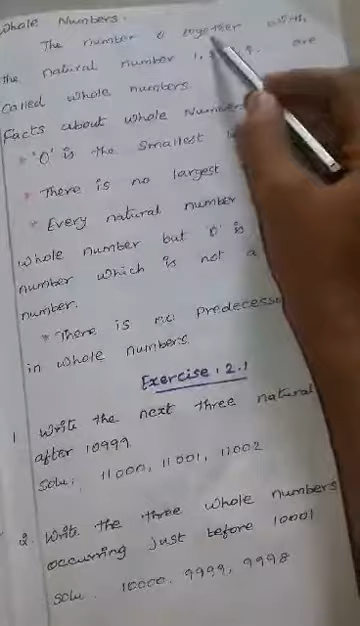 Whole Numbers.
The number 0 together with
the natural number 1, are
called whole numbers.
Facts about whole Numbers
* '0' is the smallest
* There is no largest
* Every natural number
whole number but '0' is
number which is not a
number.
* There is no
in whole numbers
Exercise : 2.1
1 Write the next three natural
after 10999
Solu: 11000, 11001, 11002
2. Write the three whole numbers
occurring just before 10001
Solu. 10000, 9999, 9998